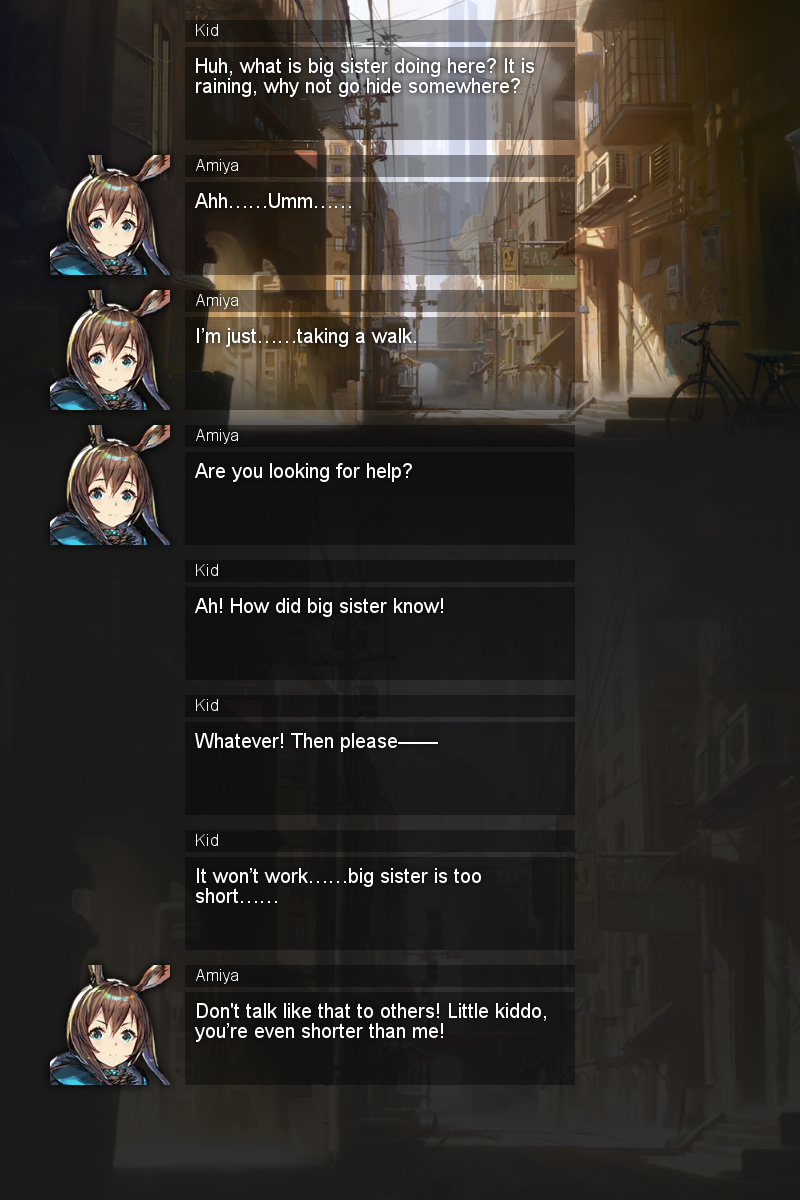 Kid
Huh, what is big sister doing here? It is
raining, why not go hide somewhere?
Amiya
Ahh……Umm……
Amiya
I’m just……taking a walk.
Amiya
Are you looking for help?
Kid
Ah! How did big sister know!
Kid
Whatever! Then please——
Kid
It won’t work……big sister is too
short……
Amiya
Don't talk like that to others! Little kiddo,
you’re even shorter than me!